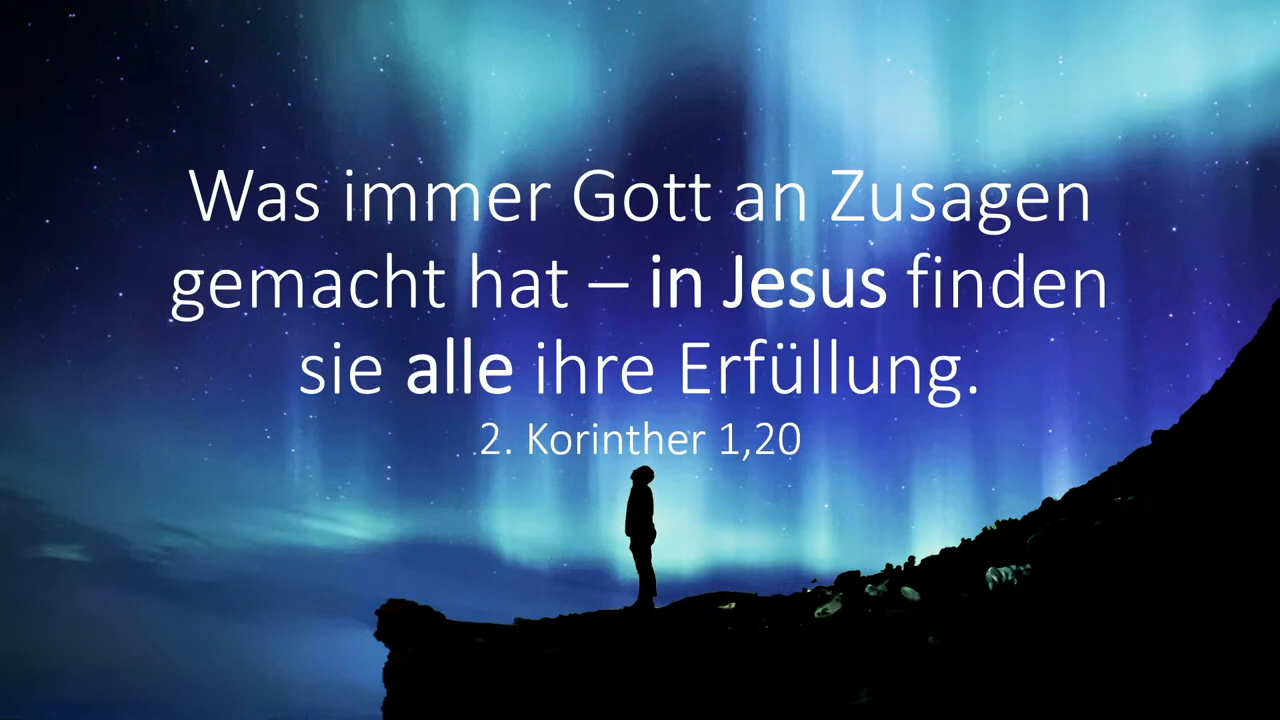 Was immer Gott an Zusagen
gemacht hat – in Jesus finden
sie alle ihre Erfüllung.
2. Korinther 1,20